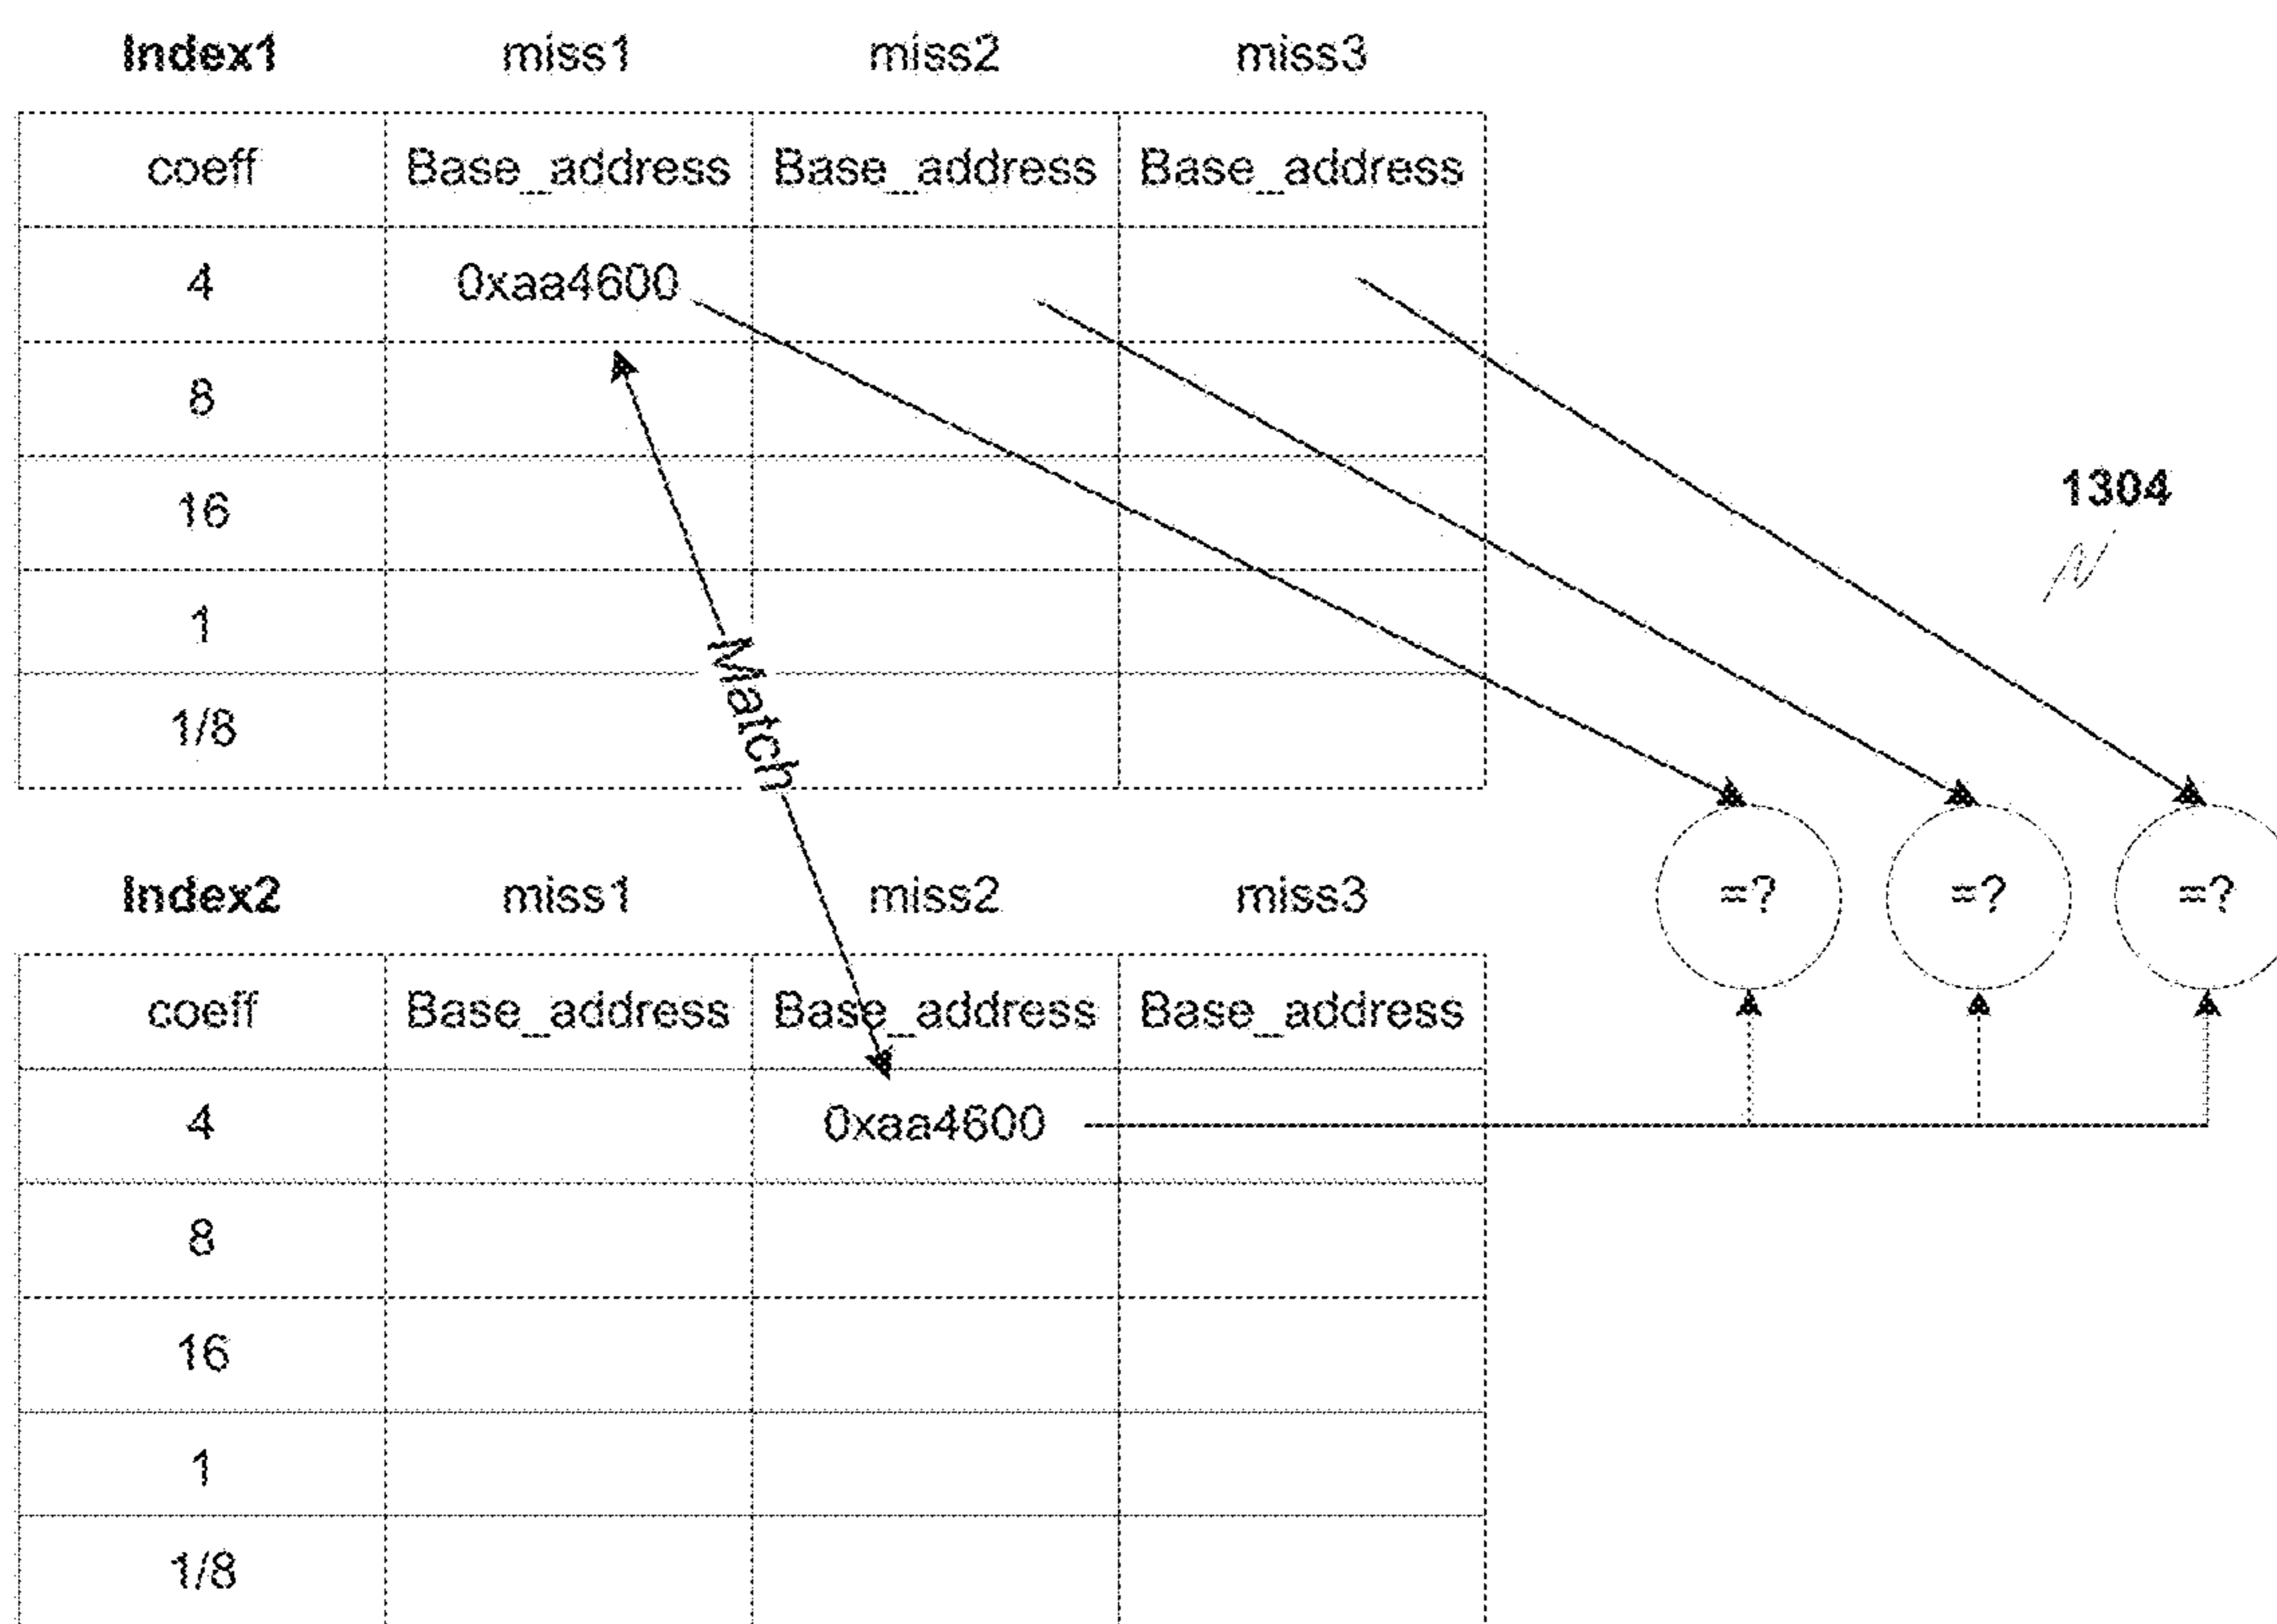 Index1 miss1 miss2 miss3
coeff Base_address Base_address Base_address
4 0xaa4600
8
16
1304
1
Match
1/8
Index2 miss1 miss2 miss3 =? =? =?
coeff Base_address Base_address Base_address
4 0xaa4600
8
16
1
1/8